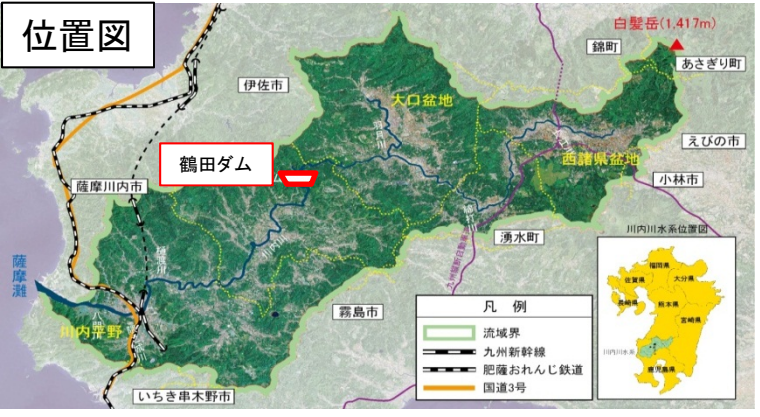 位置図
白髪岳(1,417m)
錦町
あさぎり町
伊佐市
大口盆地
えびの市
鶴田ダム
西諸県盆地
薩摩川内市
小林市
湧水町
川内川水系位置図
福岡県
佐賀県
大分県
長崎県
熊本県
宮崎県
川内川水系
鹿児島県
薩摩灘
霧島市
川内平野
いちき串木野市
凡 例
流域界
九州新幹線
肥薩おれんじ鉄道
国道3号